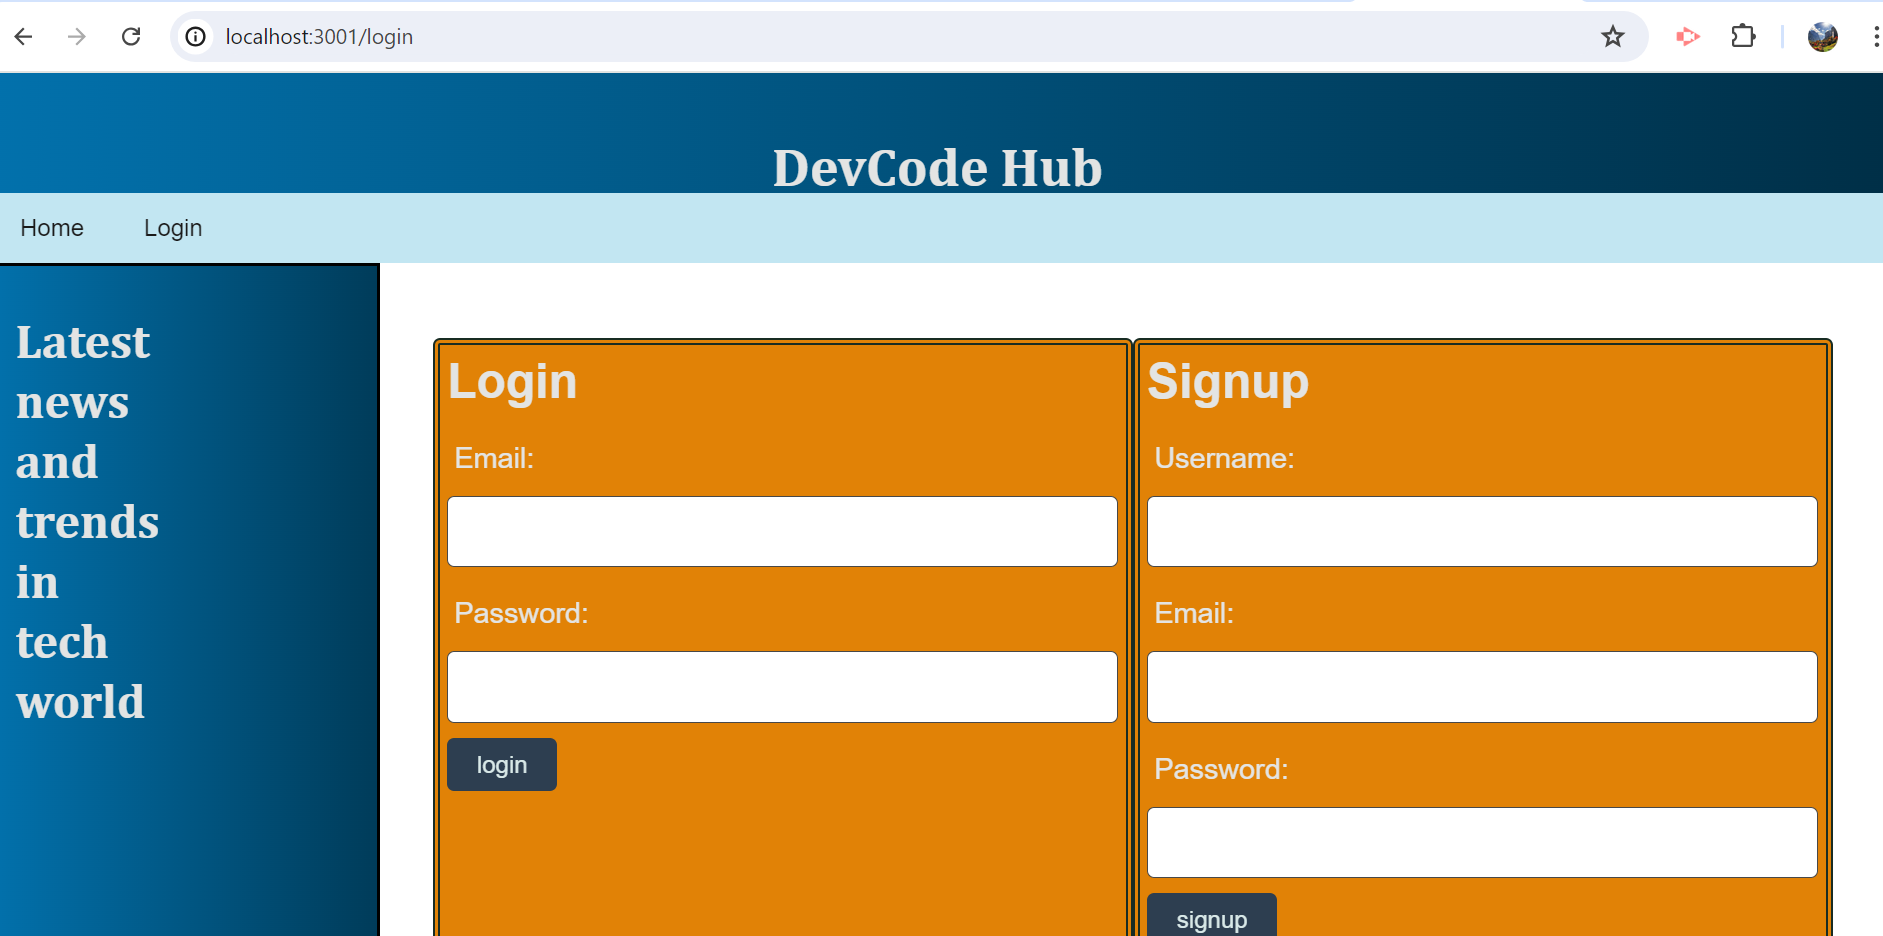 localhost:3001/login
DevCode Hub
Home Login
Latest
news
and
trends
in
tech
world
Login
Email:
Password:
login
Signup
Username:
Email:
Password:
signup